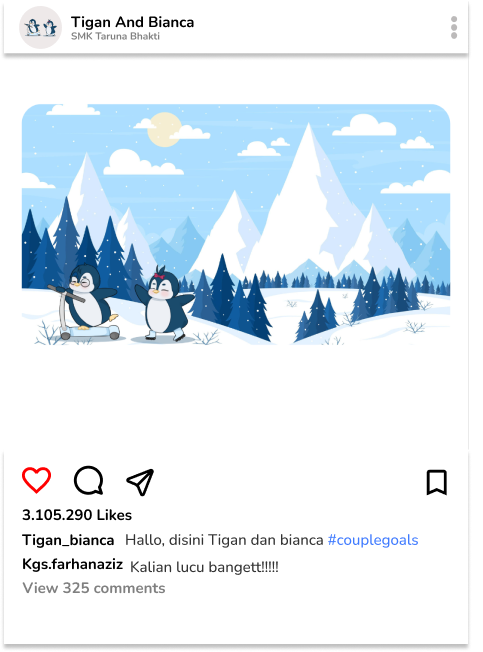 Tigan And Bianca
SMK Taruna Bhakti
3.105.290 Likes
Tigan_bianca Hallo, disini Tigan dan bianca #couplegoals
Kgs.farhanaziz Kalian lucu bangett!!!!!
View 325 comments